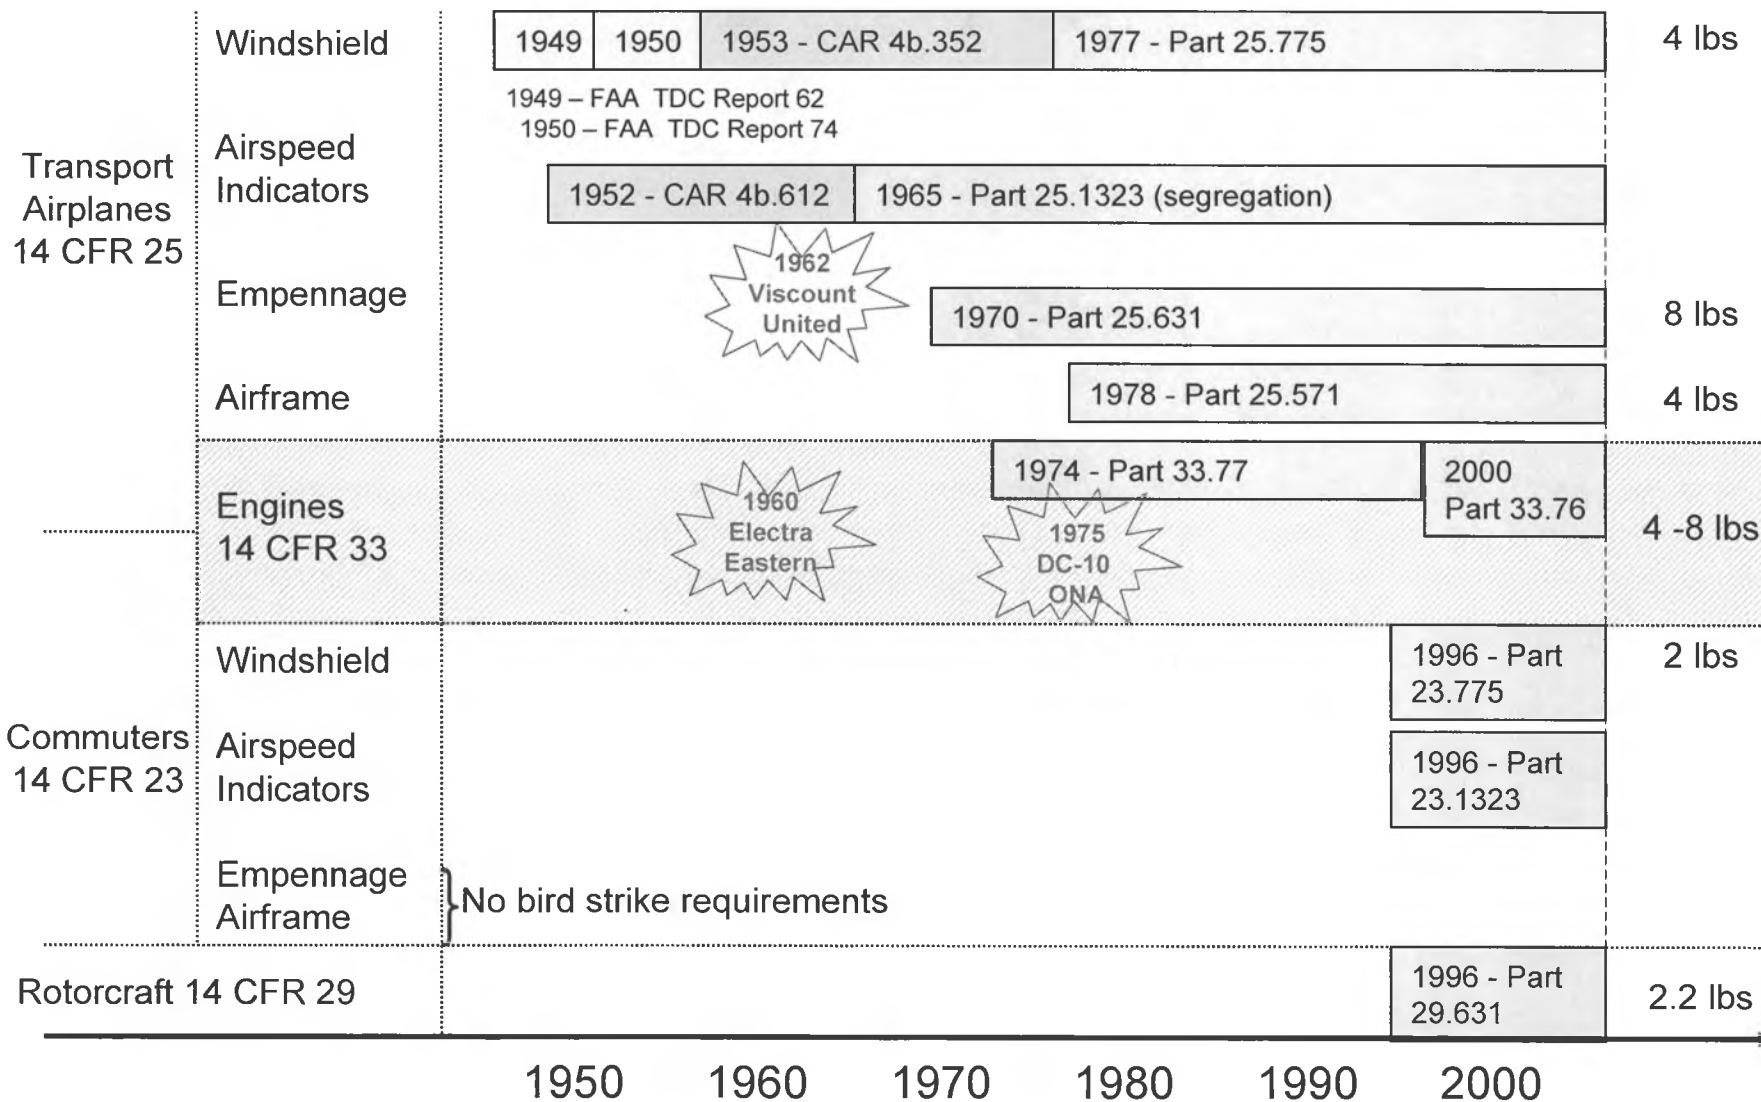 Windshield
1949
1950
1953 - CAR 4b.352
1977 - Part 25.775
4 lbs
1949 – FAA TDC Report 62
1950 – FAA TDC Report 74
Transport
Airplanes
14 CFR 25
Airspeed
Indicators
1952 - CAR 4b.612
1965 - Part 25.1323 (segregation)
1962
Viscount
United
Empennage
1970 - Part 25.631
8 lbs
Airframe
1978 - Part 25.571
4 lbs
Engines
14 CFR 33
1974 - Part 33.77
2000
Part 33.76
1960
Electra
Eastern
1975
DC-10
ONA
4 -8 lbs
Windshield
1996 - Part
23.775
2 lbs
Commuters
14 CFR 23
Airspeed
Indicators
1996 - Part
23.1323
Empennage
Airframe
No bird strike requirements
Rotorcraft 14 CFR 29
1996 - Part
29.631
2.2 lbs
1950 1960 1970 1980 1990 2000